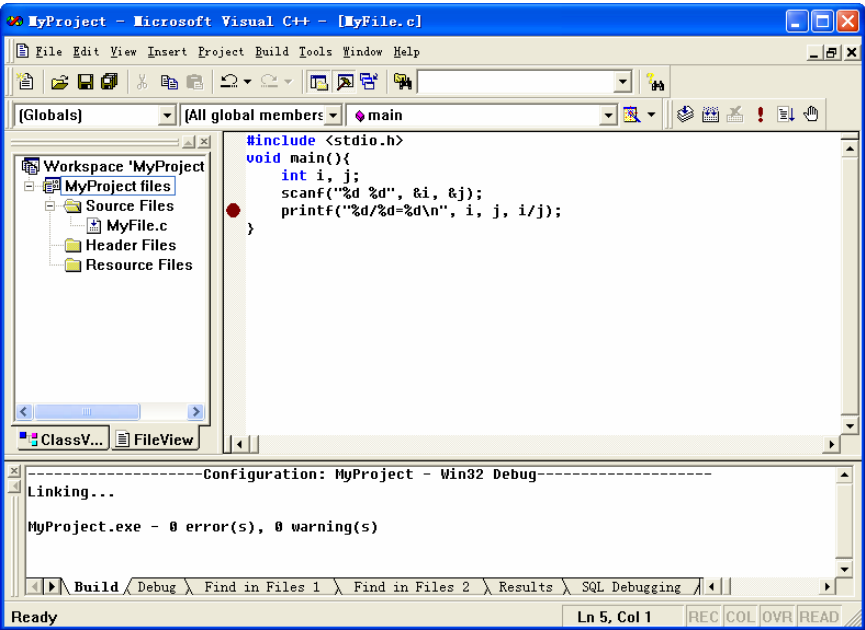 MyProject - Microsoft Visual C++ - [MyFile.c]
File Edit View Insert Project Build Tools Window Help
(Globals) (All global members main
Workspace 'MyProject
MyProject files
Source Files
MyFile.c
Header Files
Resource Files
ClassV... FileView
#include <stdio.h>
void main(){
    int i, j;
    scanf("%d %d", &i, &j);
    printf("%d/%d=%d\n", i, j, i/j);
}
--------------------Configuration: MyProject - Win32 Debug--------------------
Linking...
MyProject.exe - 0 error(s), 0 warning(s)
Build Debug Find in Files 1 Find in Files 2 Results SQL Debugging
Ready Ln 5, Col 1 REC COL OVR READ